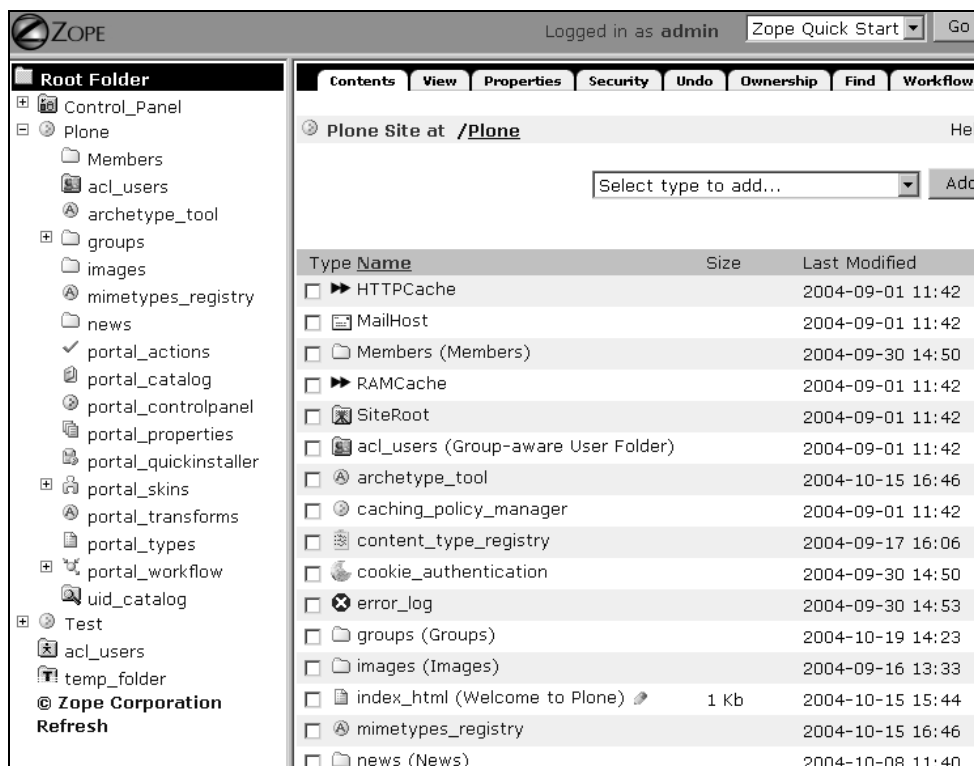 ZOPE Logged in as admin Zope Quick Start Go
Root Folder
Control_Panel
Plone
Members
acl_users
archetype_tool
groups
images
mimetypes_registry
news
portal_actions
portal_catalog
portal_controlpanel
portal_properties
portal_quickinstaller
portal_skins
portal_transforms
portal_types
portal_workflow
uid_catalog
Test
acl_users
temp_folder
© Zope Corporation
Refresh
Contents View Properties Security Undo Ownership Find Workflow
Plone Site at /Plone Hel
Select type to add... Add
Type Name Size Last Modified
HTTPCache 2004-09-01 11:42
MailHost 2004-09-01 11:42
Members (Members) 2004-09-30 14:50
RAMCache 2004-09-01 11:42
SiteRoot 2004-09-01 11:42
acl_users (Group-aware User Folder) 2004-09-01 11:42
archetype_tool 2004-10-15 16:46
caching_policy_manager 2004-09-01 11:42
content_type_registry 2004-09-17 16:06
cookie_authentication 2004-09-30 14:50
error_log 2004-09-30 14:53
groups (Groups) 2004-10-19 14:23
images (Images) 2004-09-16 13:33
index_html (Welcome to Plone) 1 Kb 2004-10-15 15:44
mimetypes_registry 2004-10-15 16:46
news (News) 2004-10-08 11:40